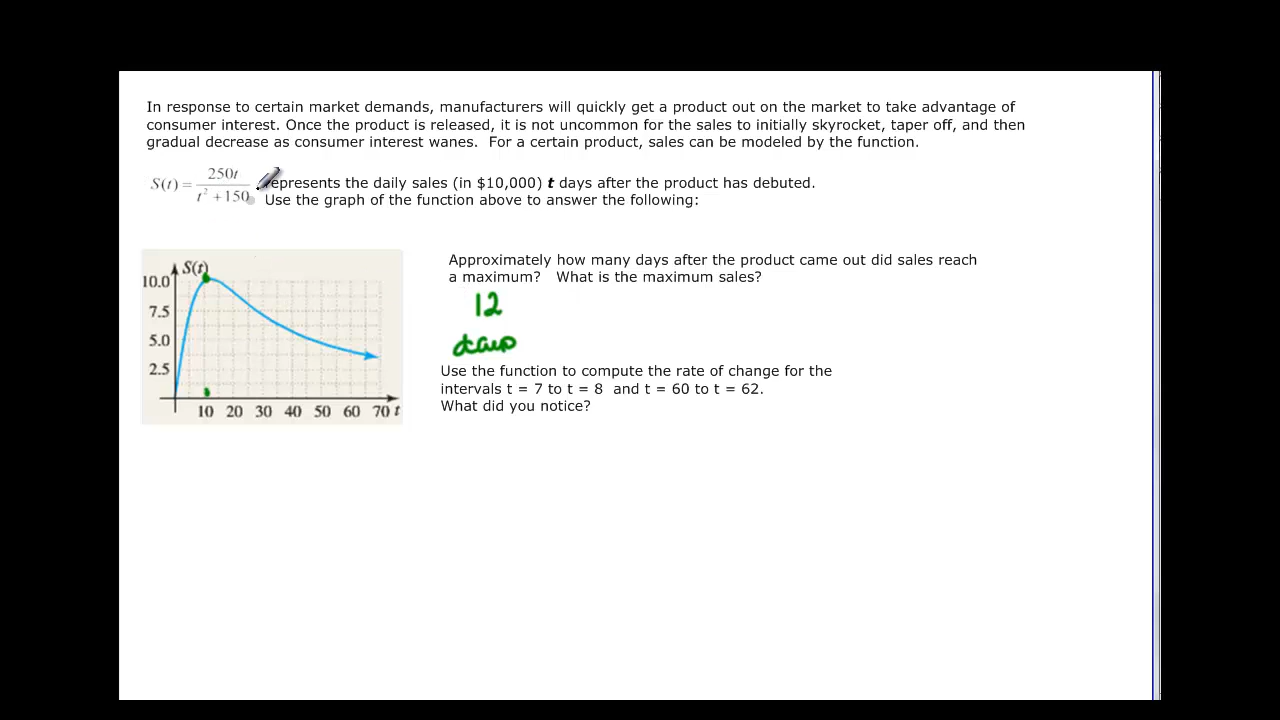 In response to certain market demands, manufacturers will quickly get a product out on the market to take advantage of
consumer interest. Once the product is released, it is not uncommon for the sales to initially skyrocket, taper off, and then
gradual decrease as consumer interest wanes.  For a certain product, sales can be modeled by the function.
S(t) = 250t / (t² + 150) represents the daily sales (in $10,000) t days after the product has debuted.
Use the graph of the function above to answer the following:
Approximately how many days after the product came out did sales reach
a maximum?   What is the maximum sales?
12
days
Use the function to compute the rate of change for the
intervals t = 7 to t = 8  and t = 60 to t = 62.
What did you notice?
S(t)
10.0
7.5
5.0
2.5
10 20 30 40 50 60 70 t